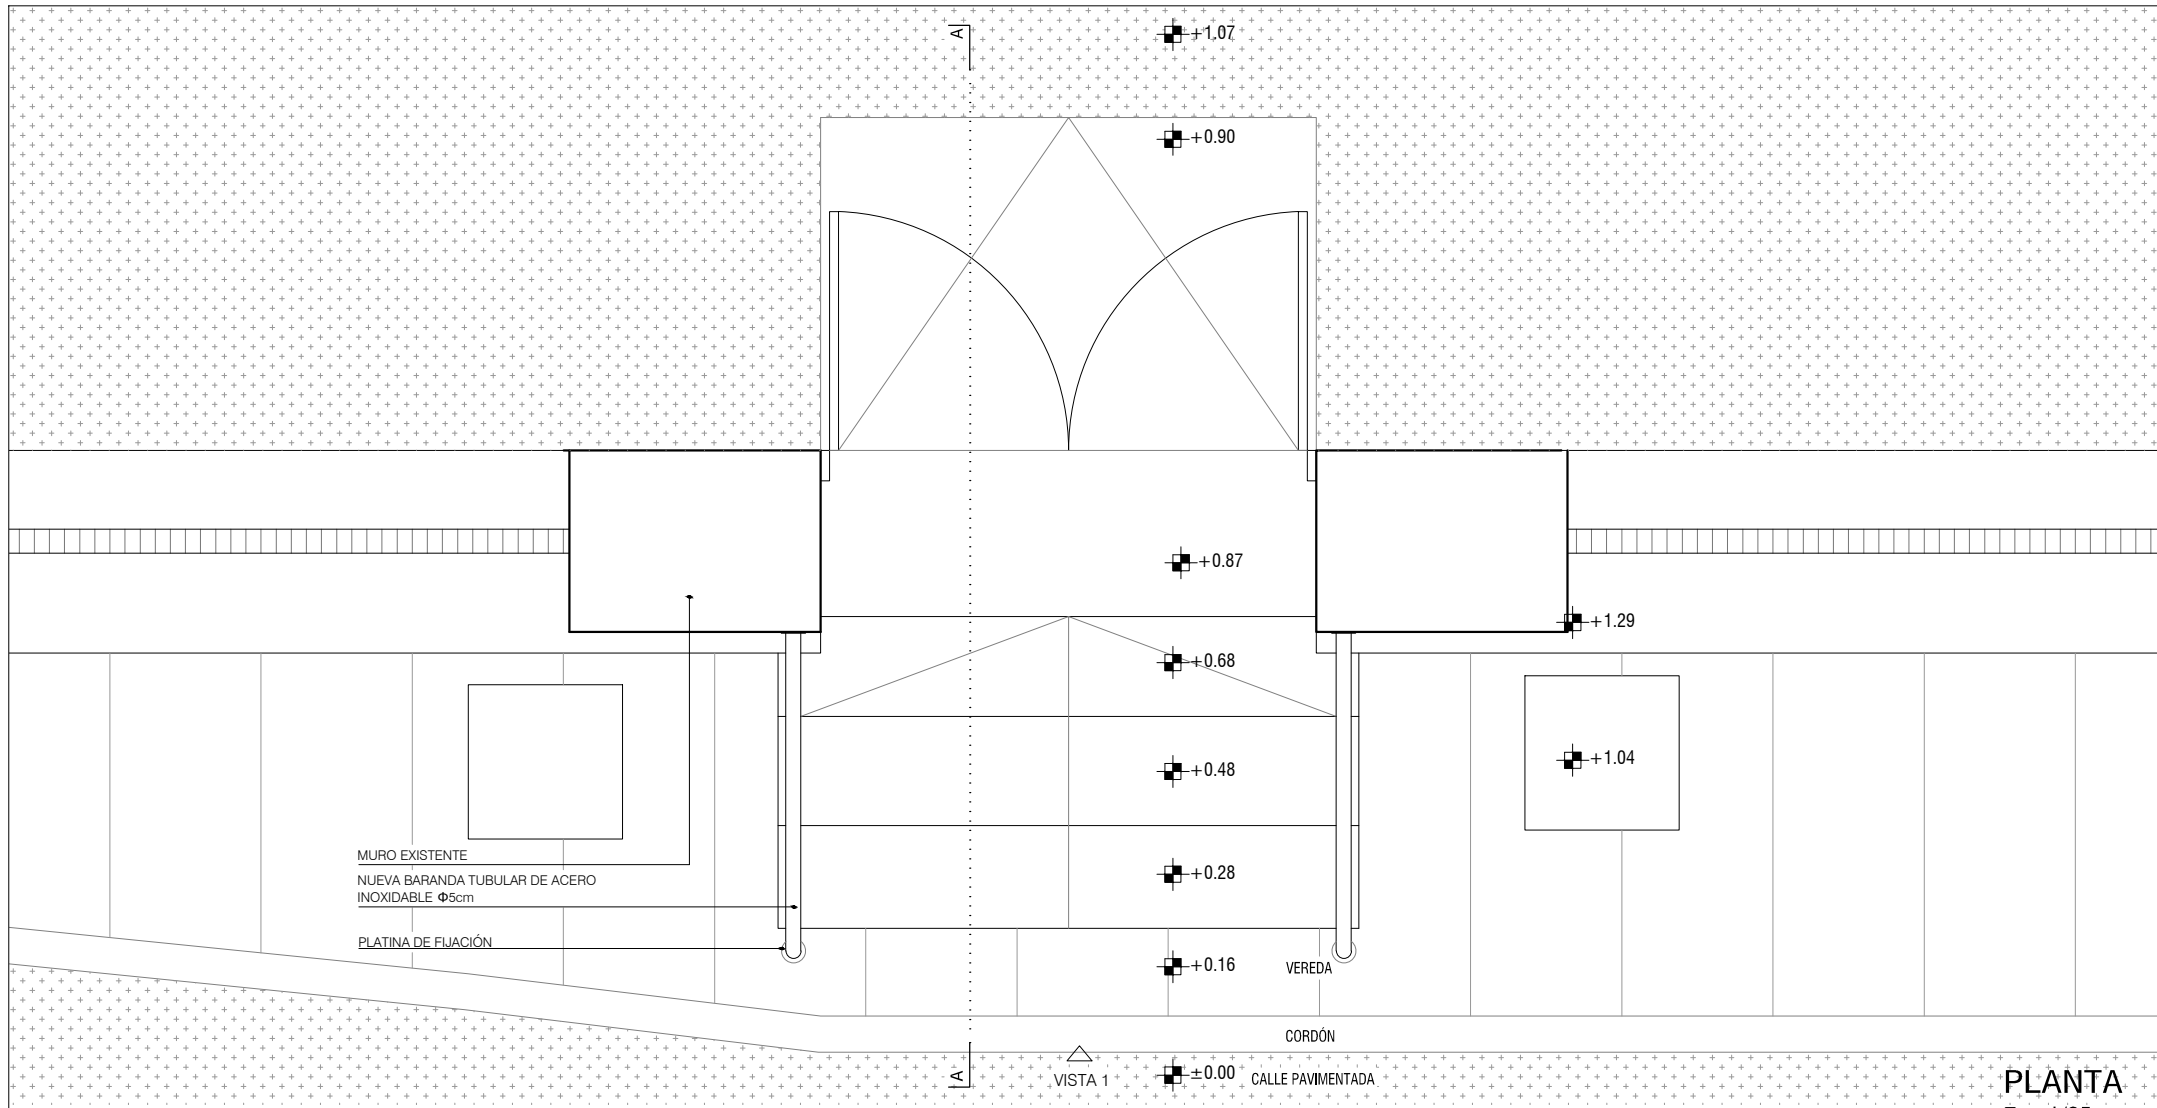 A
+1.07
+0.90
+0.87
+1.29
+0.68
+1.04
+0.48
MURO EXISTENTE
NUEVA BARANDA TUBULAR DE ACERO
INOXIDABLE Φ5cm
+0.28
PLATINA DE FIJACIÓN
+0.16
VEREDA
CORDÓN
A
VISTA 1
±0.00
CALLE PAVIMENTADA
PLANTA